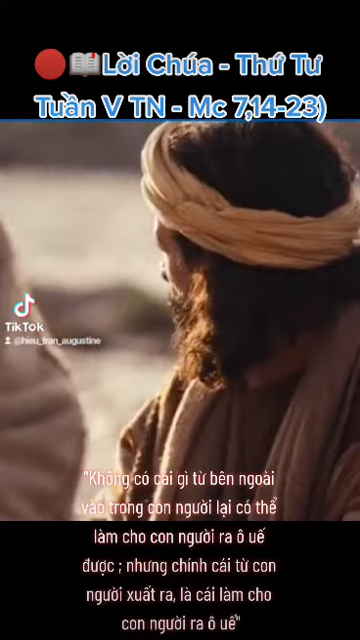 🔴📖Lời Chúa - Thứ Tư
Tuần V TN - Mc 7,14-23)
TikTok
@hieu_tran_augustine
"Không có cái gì từ bên ngoài
vào trong con người lại có thể
làm cho con người ra ô uế
được ; nhưng chính cái từ con
người xuất ra, là cái làm cho
con người ra ô uế"